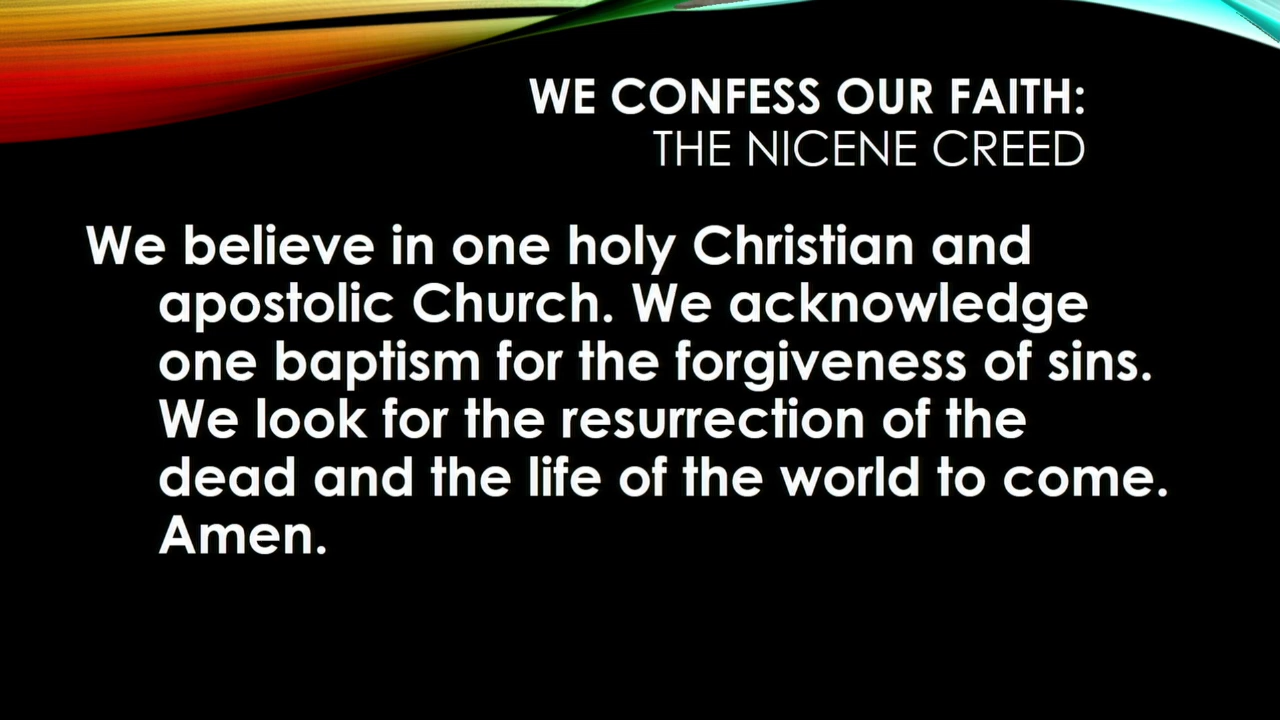 WE CONFESS OUR FAITH:
THE NICENE CREED
We believe in one holy Christian and
apostolic Church. We acknowledge
one baptism for the forgiveness of sins.
We look for the resurrection of the
dead and the life of the world to come.
Amen.